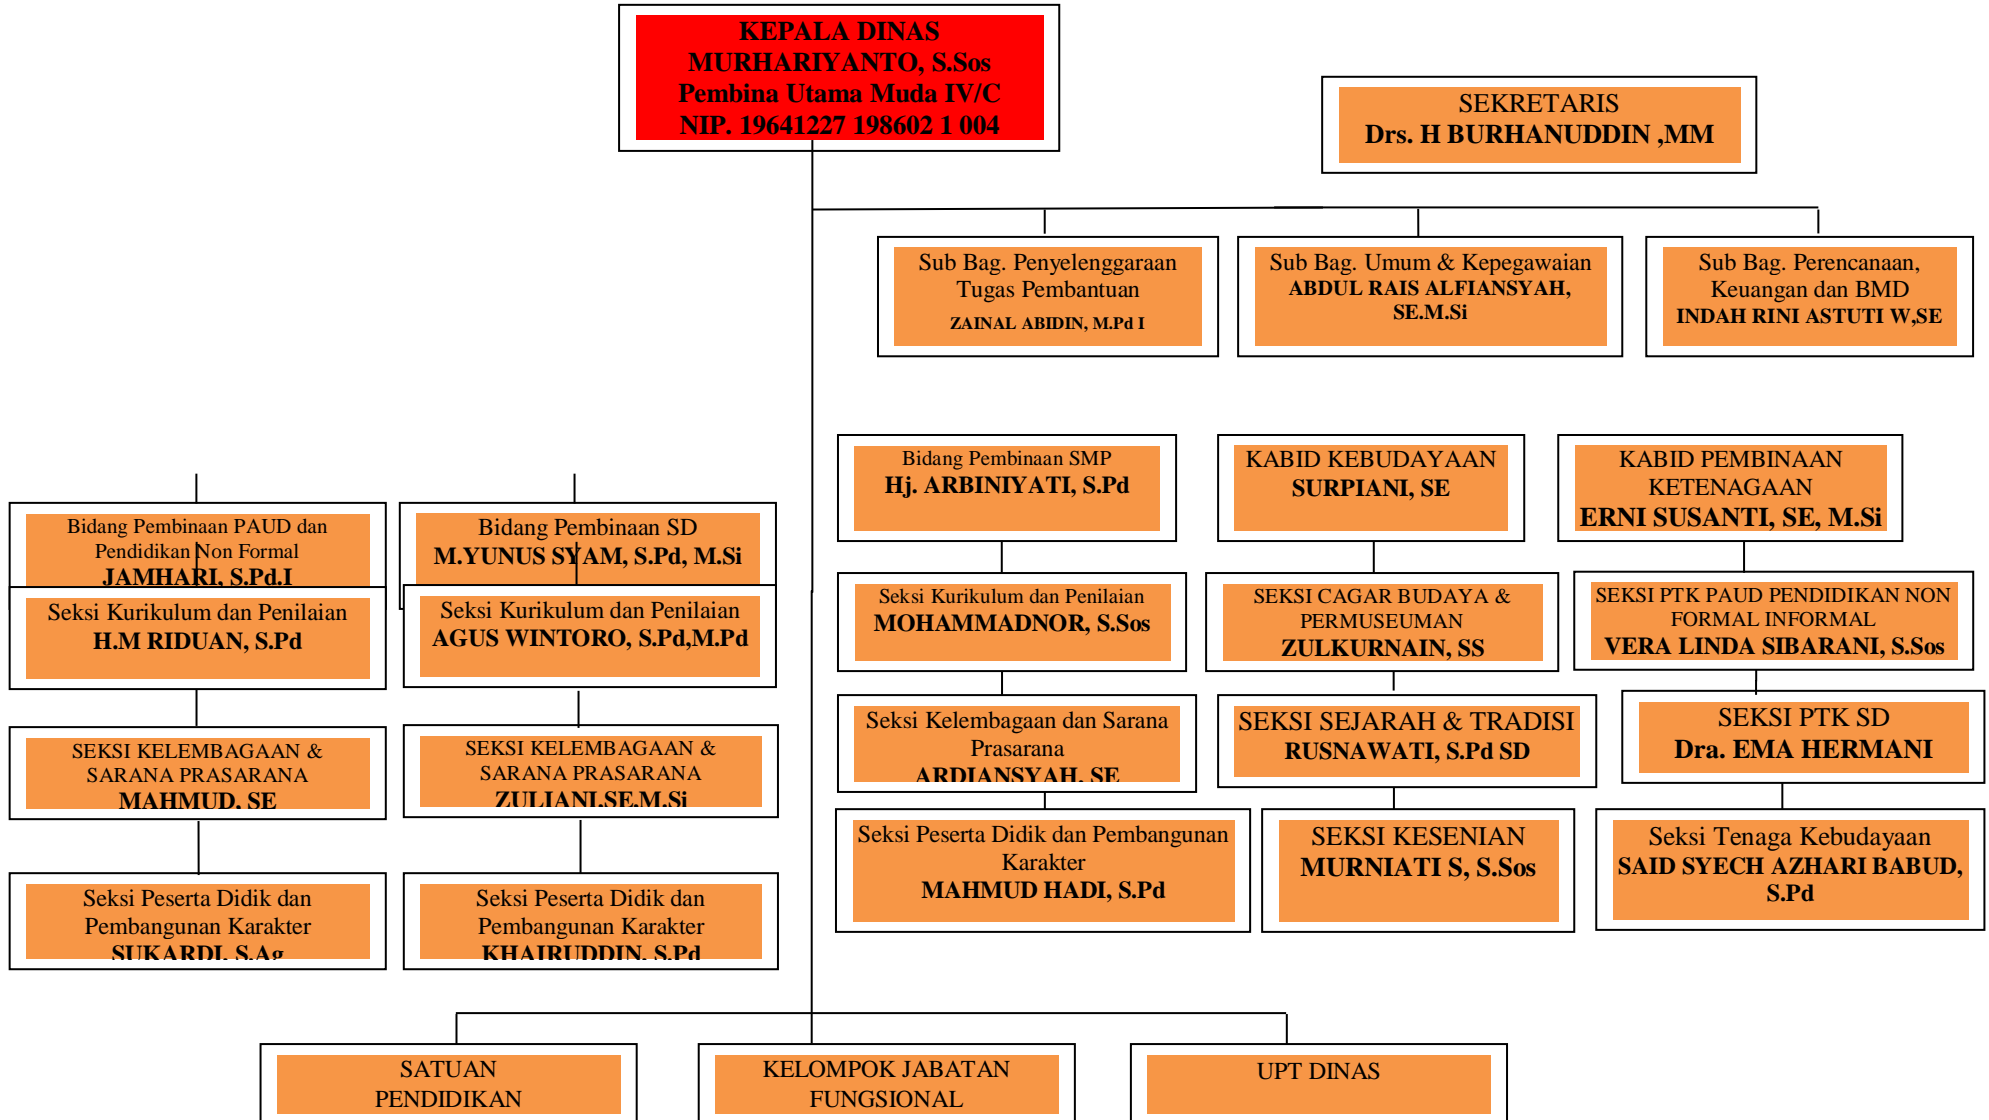 KEPALA DINAS
MURHARIYANTO, S.Sos
Pembina Utama Muda IV/C
NIP. 19641227 198602 1 004
SEKRETARIS
Drs. H BURHANUDDIN ,MM
Sub Bag. Penyelenggaraan
Tugas Pembantuan
ZAINAL ABIDIN, M.Pd I
Sub Bag. Umum & Kepegawaian
ABDUL RAIS ALFIANSYAH,
SE.M.Si
Sub Bag. Perencanaan,
Keuangan dan BMD
INDAH RINI ASTUTI W,SE
Bidang Pembinaan PAUD dan
Pendidikan Non Formal
JAMHARI, S.Pd.I
Seksi Kurikulum dan Penilaian
H.M RIDUAN, S.Pd
SEKSI KELEMBAGAAN &
SARANA PRASARANA
MAHMUD, SE
Seksi Peserta Didik dan
Pembangunan Karakter
SUKARDI, S.Ag
Bidang Pembinaan SD
M.YUNUS SYAM, S.Pd, M.Si
Seksi Kurikulum dan Penilaian
AGUS WINTORO, S.Pd,M.Pd
SEKSI KELEMBAGAAN &
SARANA PRASARANA
ZULIANI,SE,M.Si
Seksi Peserta Didik dan
Pembangunan Karakter
KHAIRUDDIN, S.Pd
Bidang Pembinaan SMP
Hj. ARBINIYATI, S.Pd
Seksi Kurikulum dan Penilaian
MOHAMMADNOR, S.Sos
Seksi Kelembagaan dan Sarana
Prasarana
ARDIANSYAH, SE
Seksi Peserta Didik dan Pembangunan
Karakter
MAHMUD HADI, S.Pd
KABID KEBUDAYAAN
SURPIANI, SE
SEKSI CAGAR BUDAYA &
PERMUSEUMAN
ZULKURNAIN, SS
SEKSI SEJARAH & TRADISI
RUSNAWATI, S.Pd SD
SEKSI KESENIAN
MURNIATI S, S.Sos
KABID PEMBINAAN
KETENAGAAN
ERNI SUSANTI, SE, M.Si
SEKSI PTK PAUD PENDIDIKAN NON
FORMAL INFORMAL
VERA LINDA SIBARANI, S.Sos
SEKSI PTK SD
Dra. EMA HERMANI
Seksi Tenaga Kebudayaan
SAID SYECH AZHARI BABUD,
S.Pd
SATUAN
PENDIDIKAN
KELOMPOK JABATAN
FUNGSIONAL
UPT DINAS